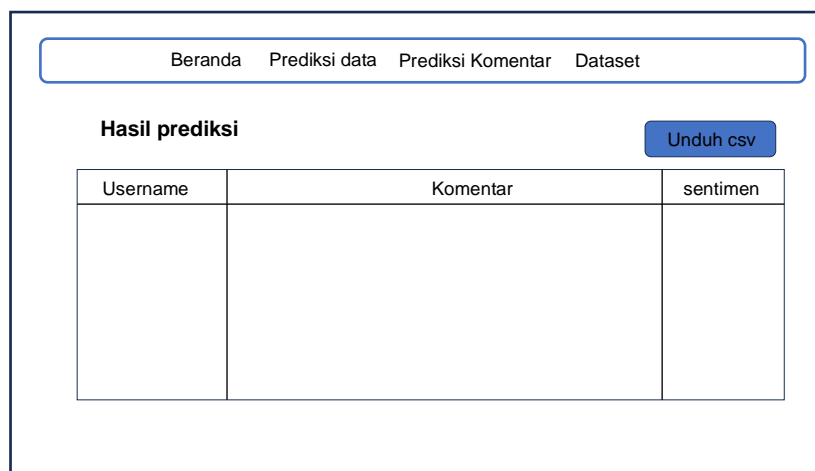 Beranda Prediksi data Prediksi Komentar Dataset
Hasil prediksi
Unduh csv
Username Komentar sentimen